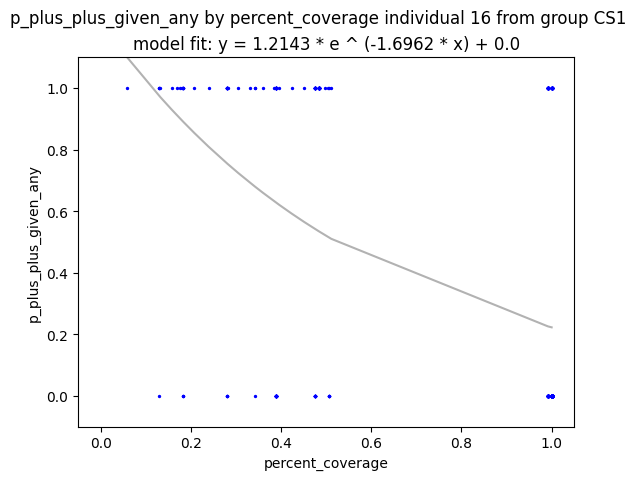 p_plus_plus_given_any by percent_coverage individual 16 from group CS1
model fit: y = 1.2143 * e ^ (-1.6962 * x) + 0.0
1.0
0.8
0.6
0.4
0.2
0.0
p_plus_plus_given_any
0.0 0.2 0.4 0.6 0.8 1.0
percent_coverage